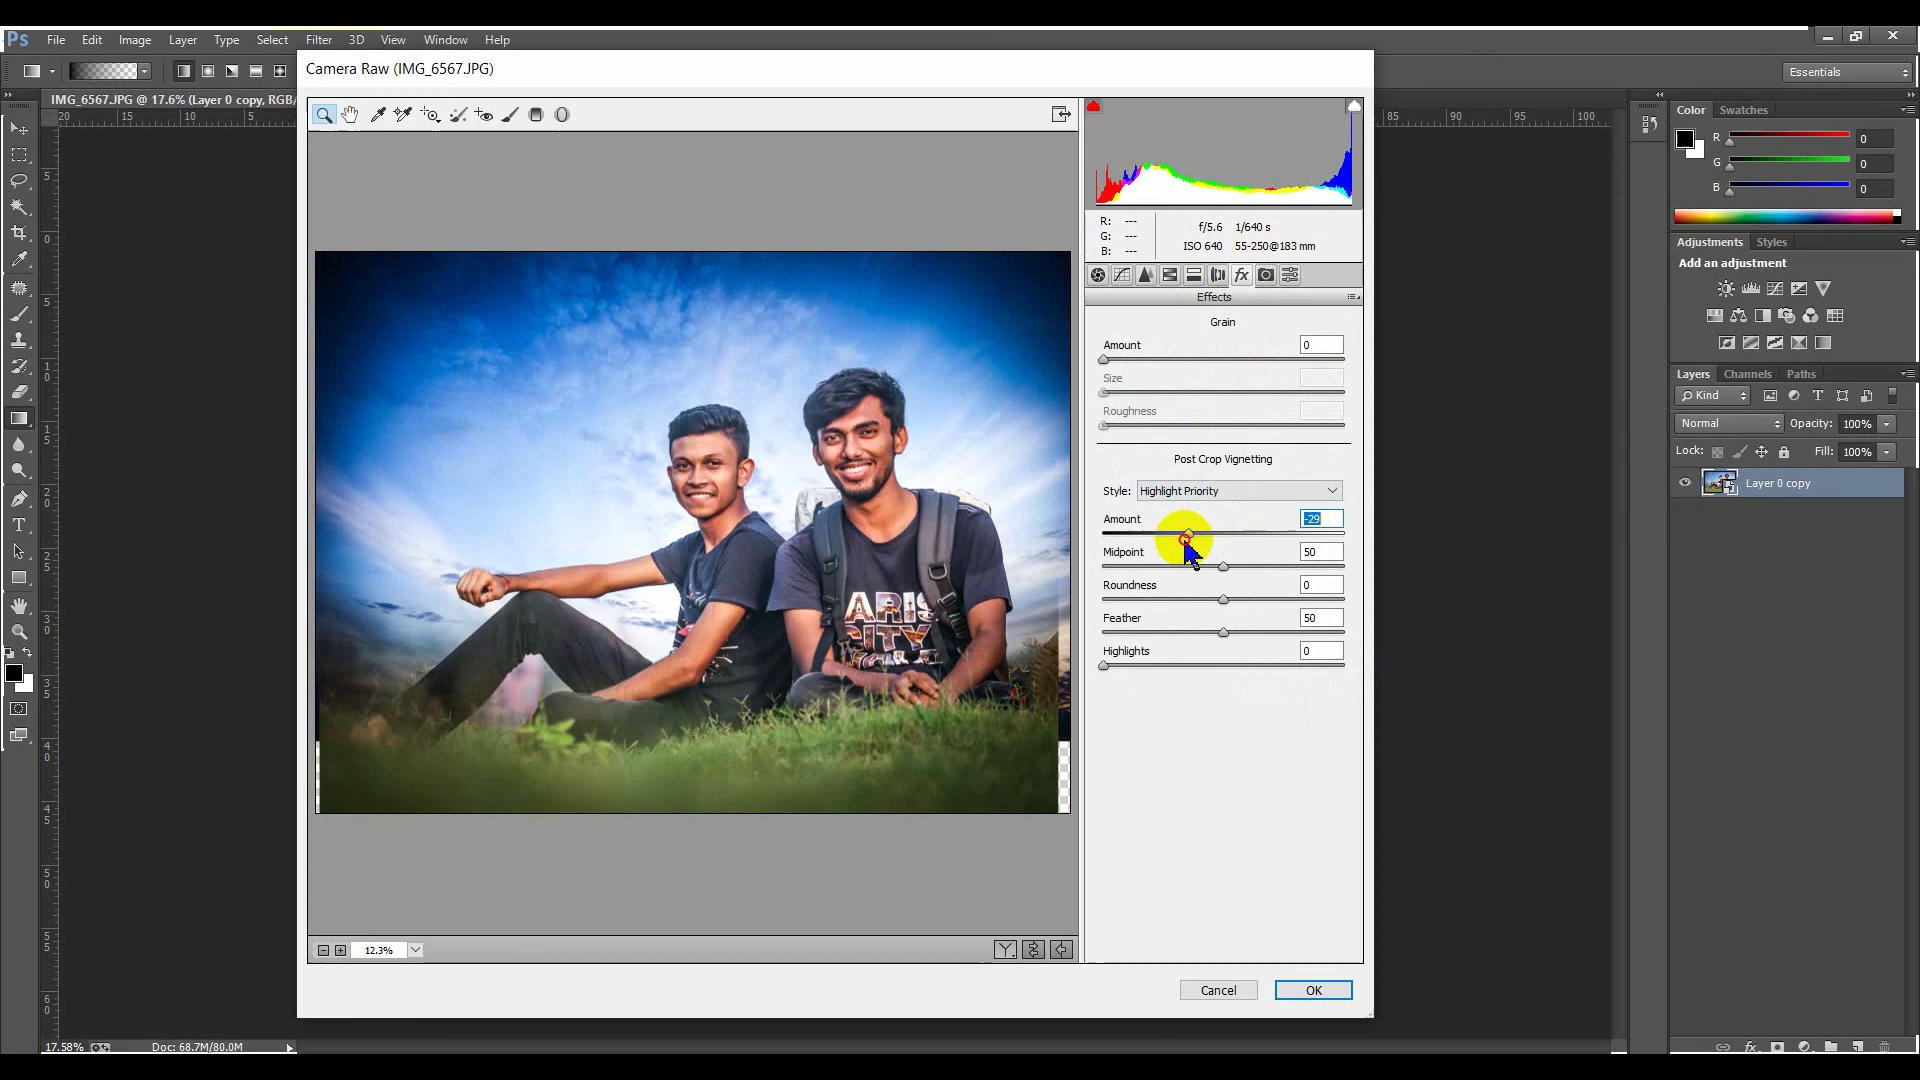 Ps File Edit Image Layer Type Select Filter 3D View Window Help
Essentials
IMG_6567.JPG @ 17.6% (Layer 0 copy, RGB/
Camera Raw (IMG_6567.JPG)
20 15 10 5 85 90 95 100
R: ---
G: ---
B: ---
f/5.6 1/640 s
ISO 640 55-250@183 mm
fx
Effects
Grain
Amount 0
Size
Roughness
Post Crop Vignetting
Style: Highlight Priority
Amount -29
Midpoint 50
Roundness 0
Feather 50
Highlights 0
ARIS
CITY
12.3%
Cancel OK
Color Swatches
R 0
G 0
B 0
Adjustments Styles
Add an adjustment
Layers Channels Paths
Kind
Normal Opacity: 100%
Lock: Fill: 100%
Layer 0 copy
17.58% Doc: 68.7M/80.0M
fx